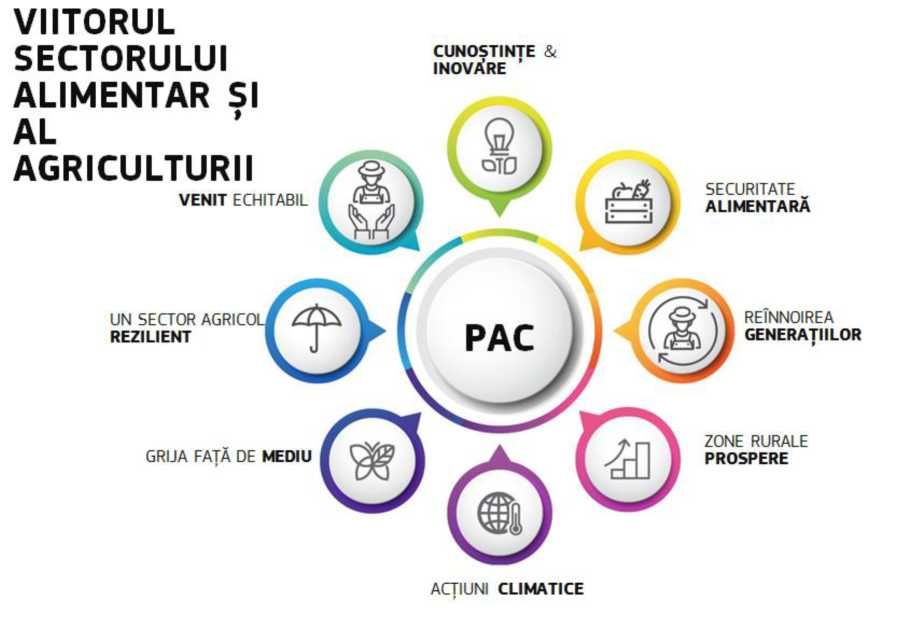 VIITORUL
SECTORULUI
ALIMENTAR ȘI
AL
AGRICULTURII
CUNOȘTINȚE &
INOVARE
VENIT ECHITABIL
SECURITATE
ALIMENTARĂ
UN SECTOR AGRICOL
REZILIENT
PAC
REÎNNOIREA
GENERAȚIILOR
GRIJA FAȚĂ DE MEDIU
ZONE RURALE
PROSPERE
ACȚIUNI CLIMATICE